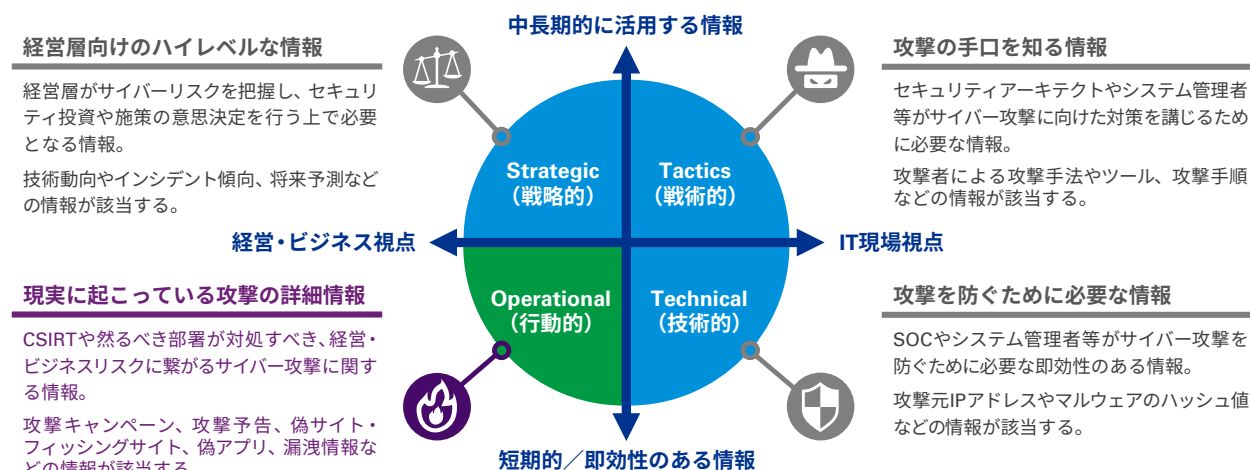 中長期的に活用する情報
経営層向けのハイレベルな情報
経営層がサイバーリスクを把握し、セキュリ
ティ投資や施策の意思決定を行う上で必要
となる情報。
技術動向やインシデント傾向、将来予測など
の情報が該当する。
攻撃の手口を知る情報
セキュリティアーキテクトやシステム管理者
等がサイバー攻撃に向けた対策を講じるため
に必要な情報。
攻撃者による攻撃手法やツール、攻撃手順
などの情報が該当する。
Strategic
（戦略的）
Tactics
（戦術的）
経営・ビジネス視点
IT現場視点
Operational
（行動的）
Technical
（技術的）
現実に起こっている攻撃の詳細情報
CSIRTや然るべき部署が対処すべき、経営・
ビジネスリスクに繋がるサイバー攻撃に関す
る情報。
攻撃キャンペーン、攻撃予告、偽サイト・
フィッシングサイト、偽アプリ、漏洩情報な
どの情報が該当する
攻撃を防ぐために必要な情報
SOCやシステム管理者等がサイバー攻撃を
防ぐために必要な即効性のある情報。
攻撃元IPアドレスやマルウェアのハッシュ値
などの情報が該当する。
短期的／即効性のある情報